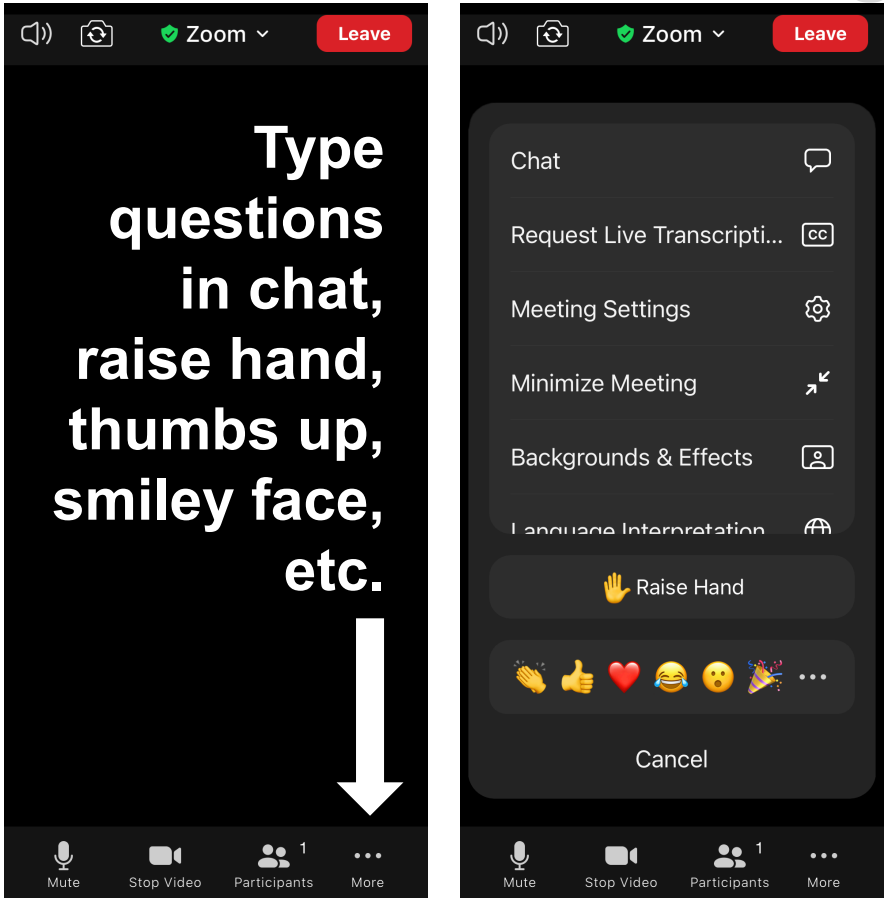 Zoom
Leave
Type
questions
in chat,
raise hand,
thumbs up,
smiley face,
etc.
1
Mute
Stop Video
Participants
More
Zoom
Leave
Chat
Request Live Transcripti...
CC
Meeting Settings
Minimize Meeting
Backgrounds & Effects
Language Interpretation
Raise Hand
Cancel
1
Mute
Stop Video
Participants
More